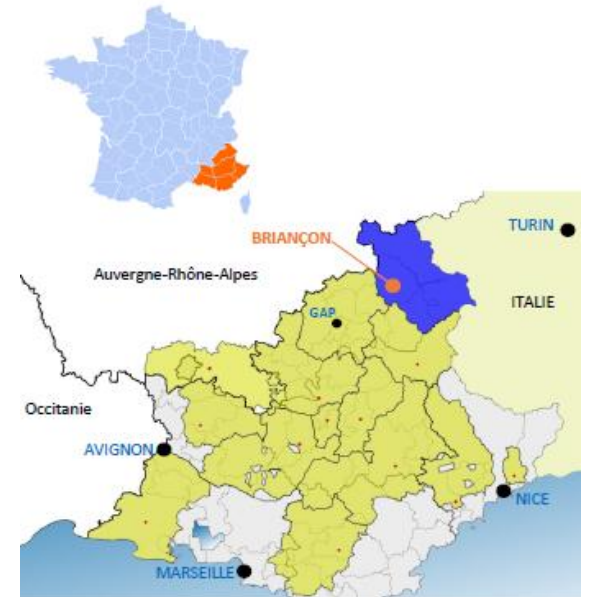 BRIANÇON
TURIN
Auvergne-Rhône-Alpes
ITALIE
GAP
Occitanie
AVIGNON
NICE
MARSEILLE